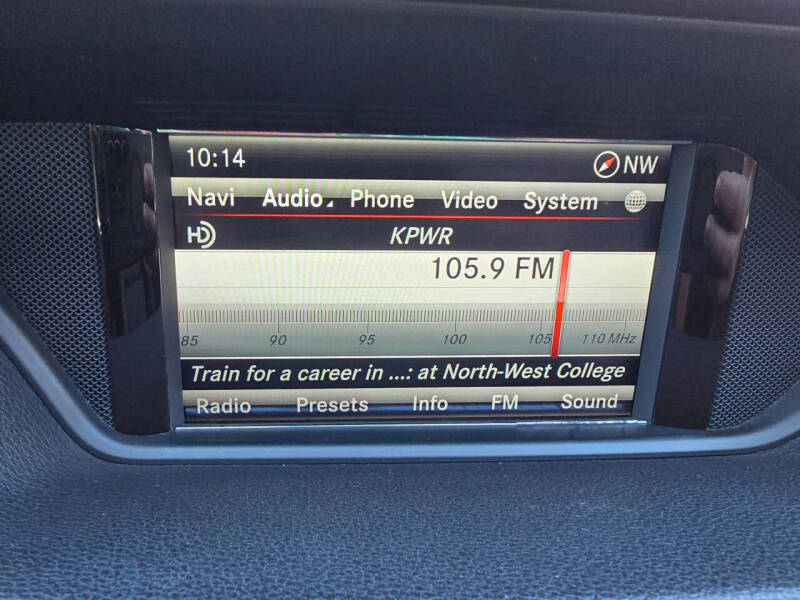 10:14 NW
Navi Audio Phone Video System
HD KPWR
105.9 FM
85 90 95 100 105 110 MHz
Train for a career in ...: at North-West College
Radio Presets Info FM Sound